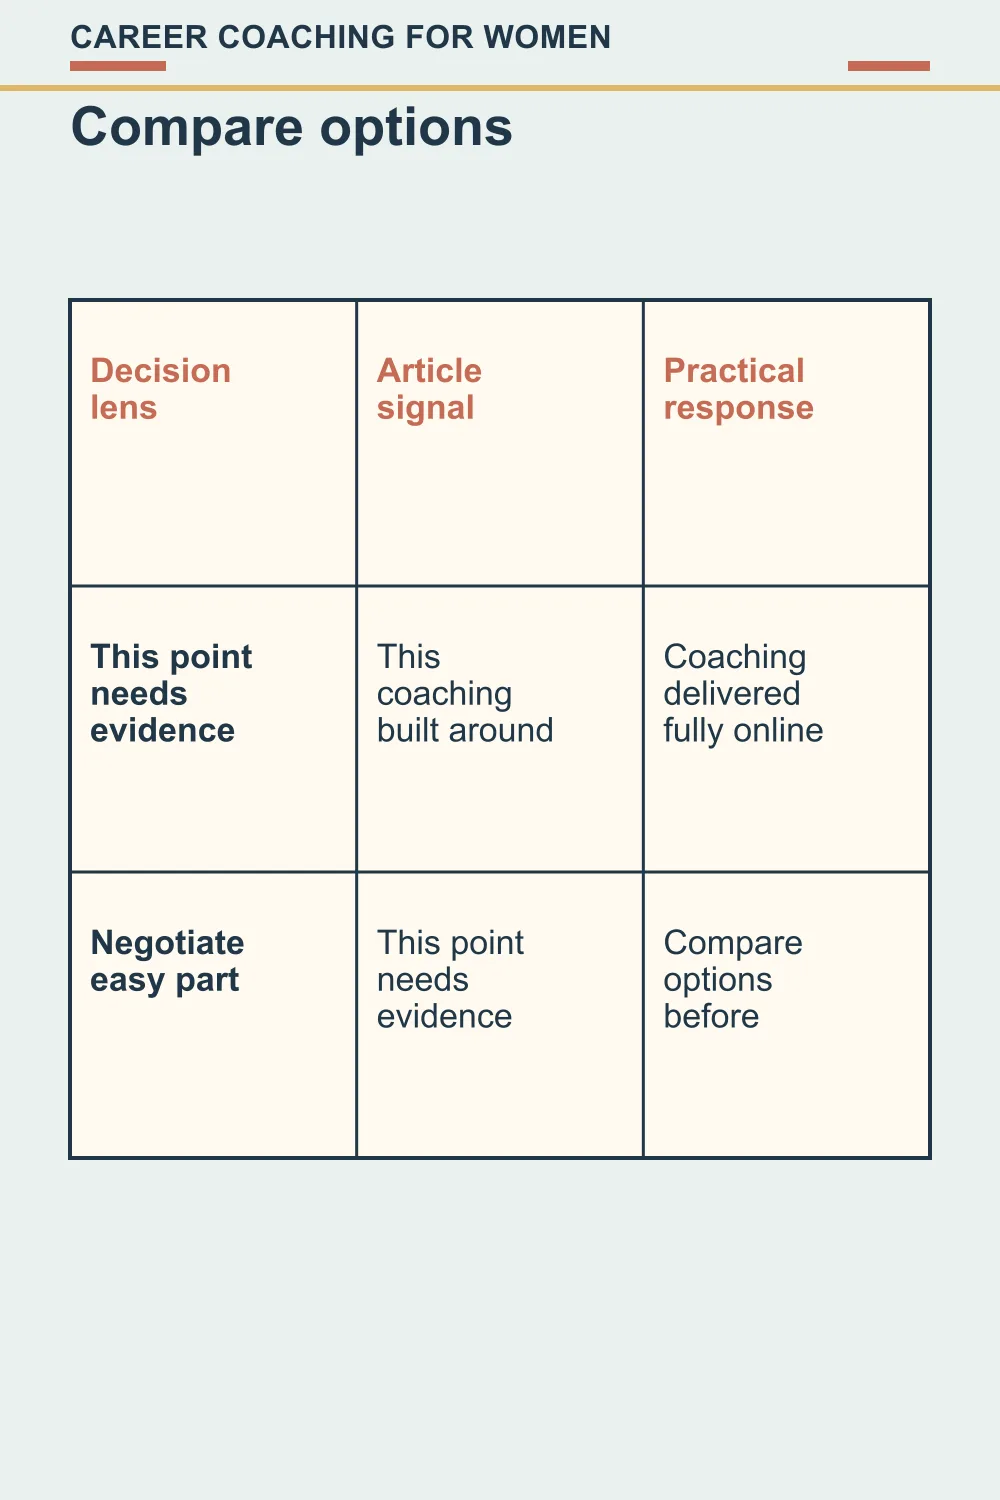 CAREER COACHING FOR WOMEN
Compare options
Decision
lens
Article
signal
Practical
response
This point
needs
evidence
This
coaching
built around
Coaching
delivered
fully online
Negotiate
easy part
This point
needs
evidence
Compare
options
before